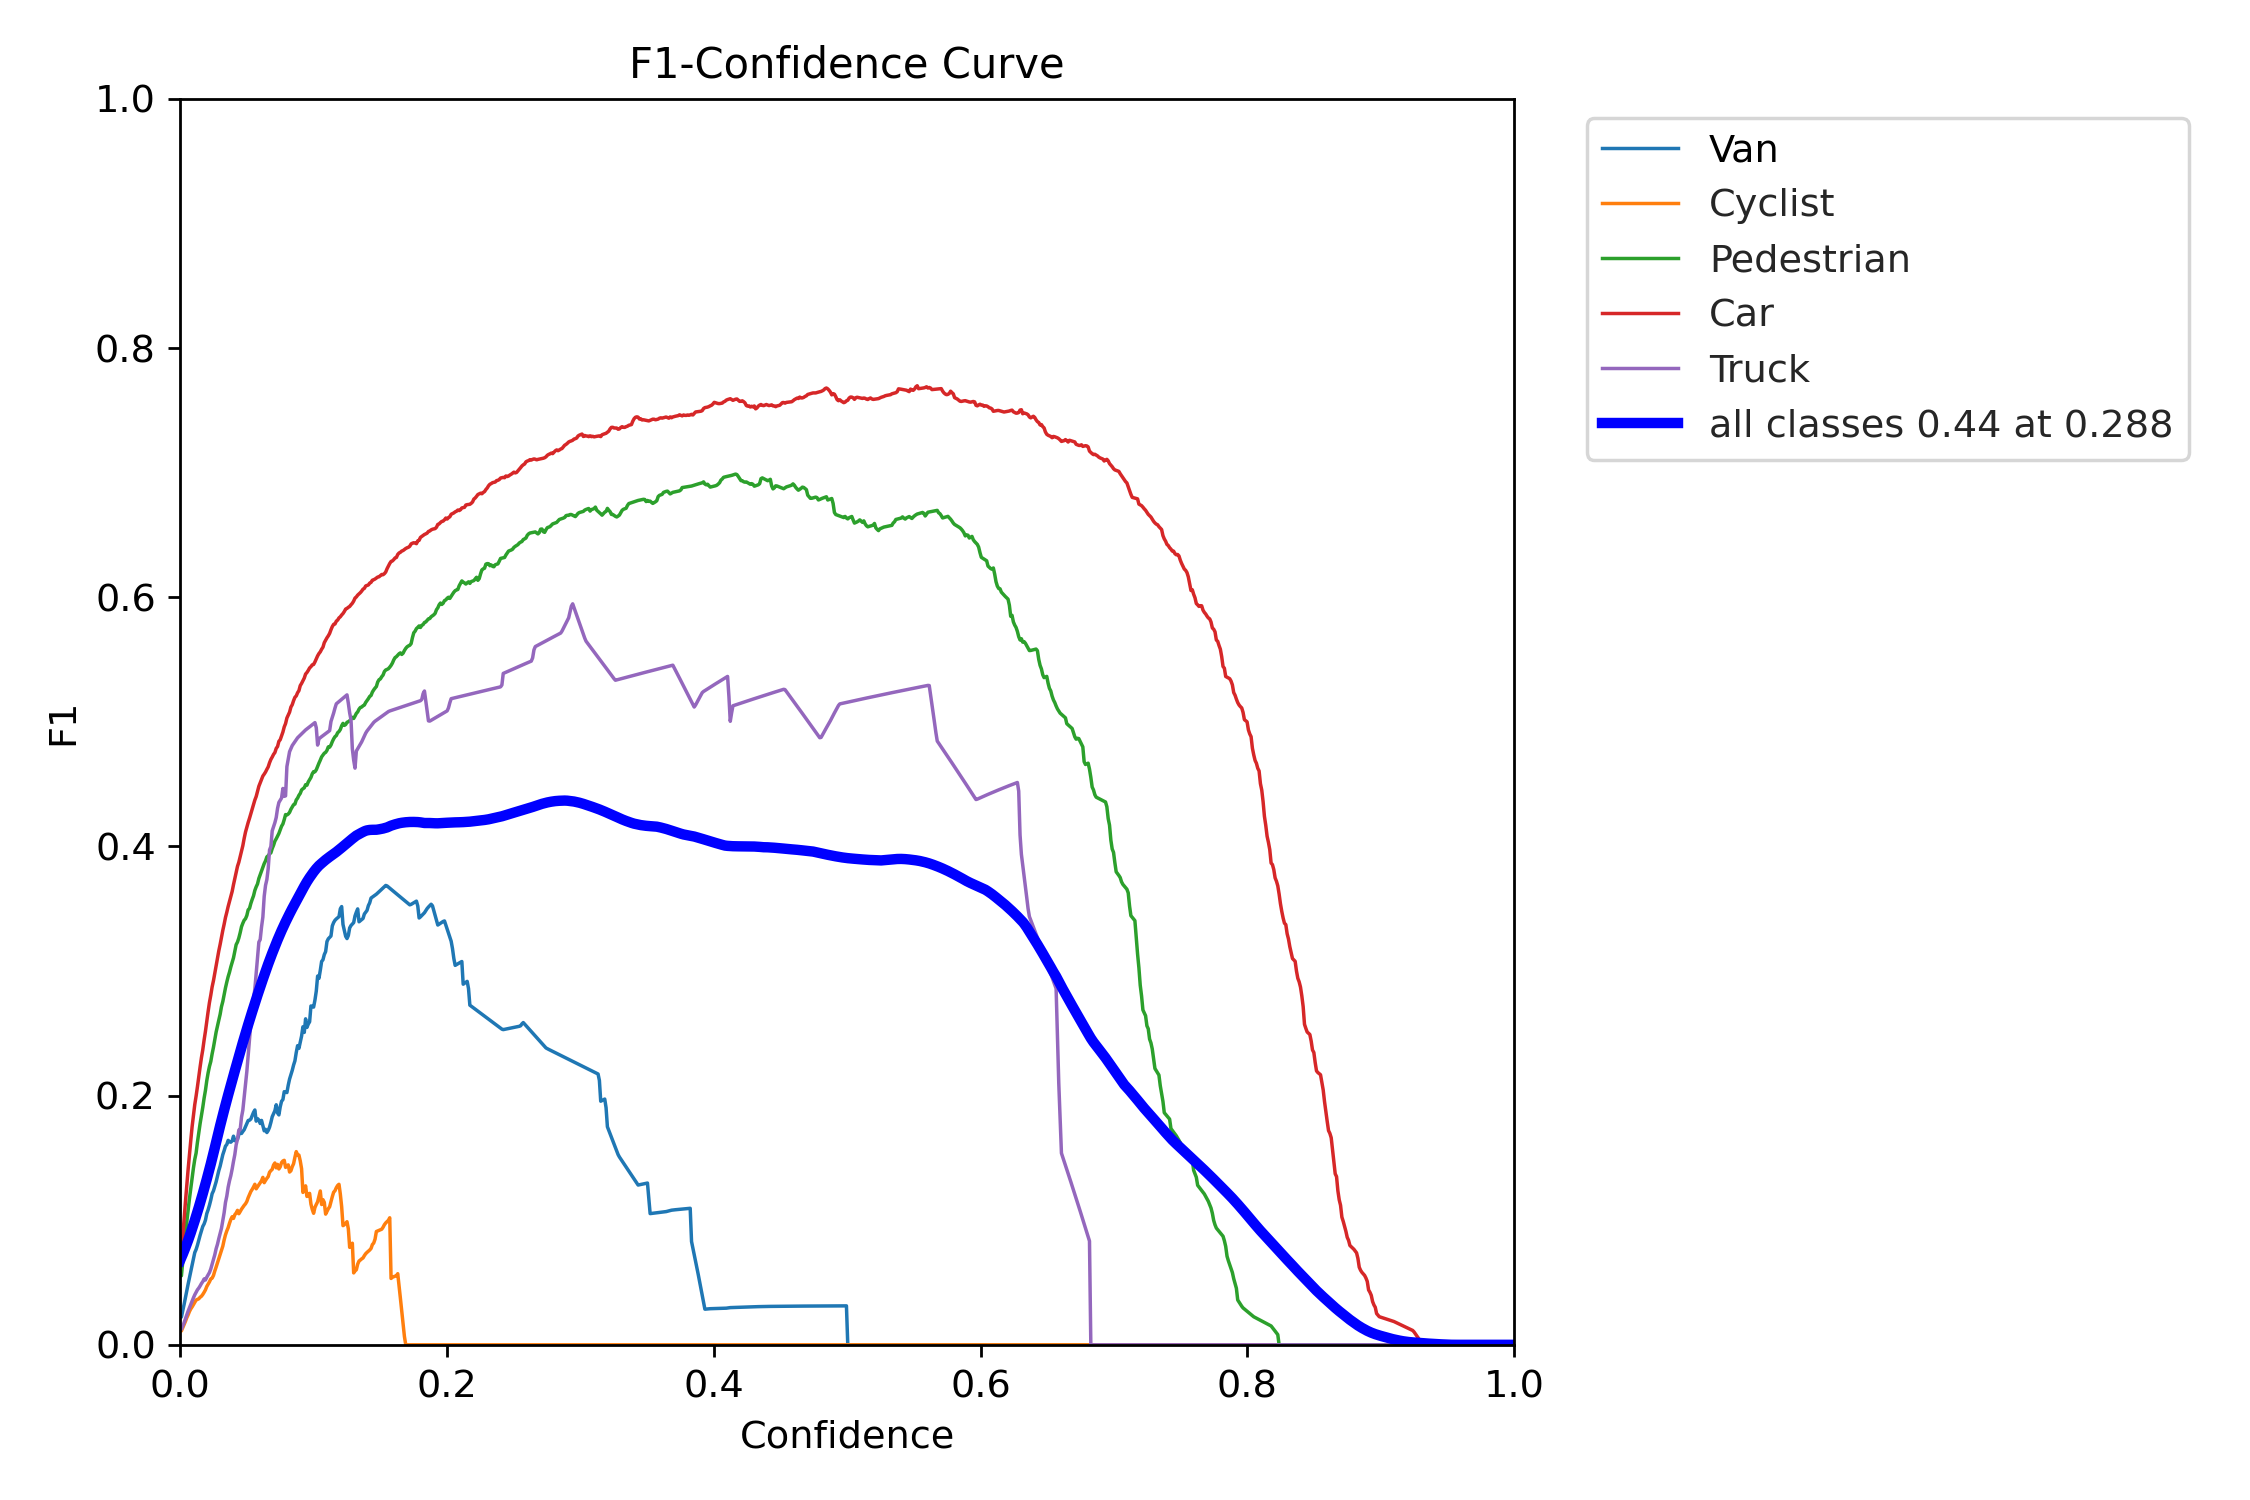 F1-Confidence Curve
1.0
0.8
0.6
0.4
0.2
0.0
F1
0.0 0.2 0.4 0.6 0.8 1.0
Confidence
Van
Cyclist
Pedestrian
Car
Truck
all classes 0.44 at 0.288